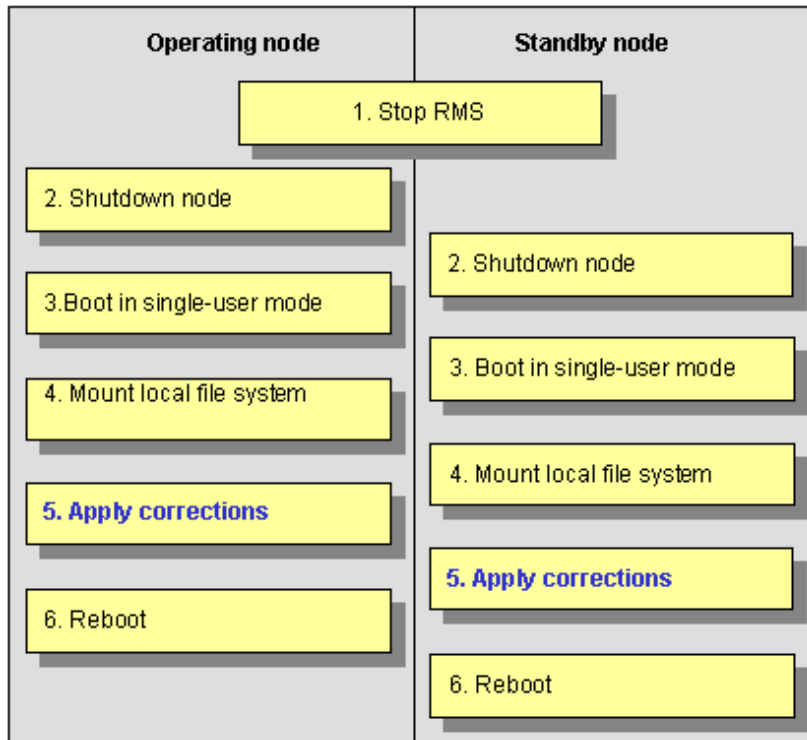 Operating node
Standby node
1. Stop RMS
2. Shutdown node
2. Shutdown node
3.Boot in single-user mode
3. Boot in single-user mode
4. Mount local file system
4. Mount local file system
5. Apply corrections
5. Apply corrections
6. Reboot
6. Reboot